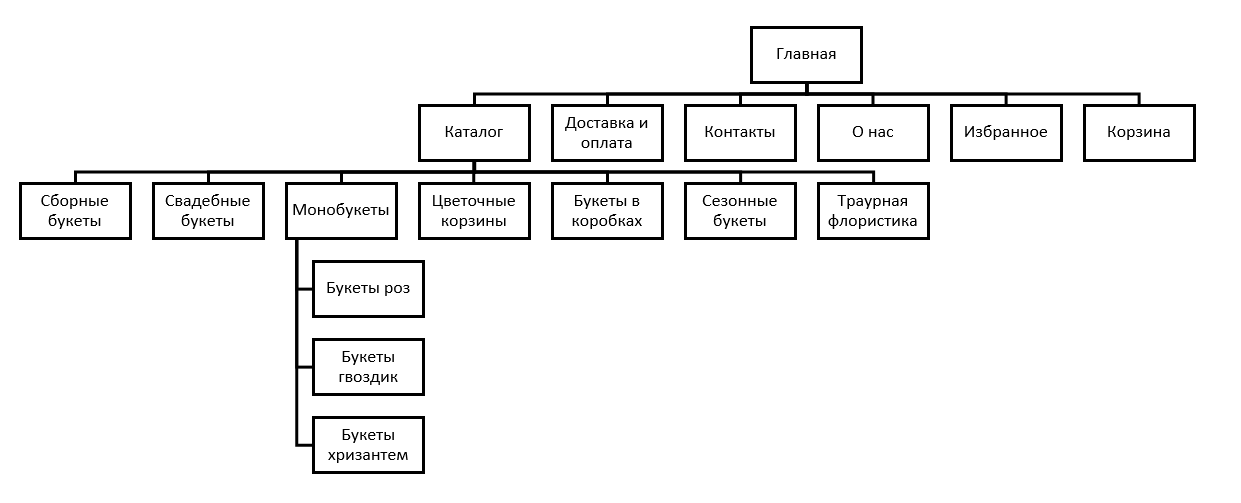 Главная
Каталог
Доставка и
оплата
Контакты
О нас
Избранное
Корзина
Сборные
букеты
Свадебные
букеты
Монобукеты
Цветочные
корзины
Букеты в
коробках
Сезонные
букеты
Траурная
флористика
Букеты роз
Букеты
гвоздик
Букеты
хризантем